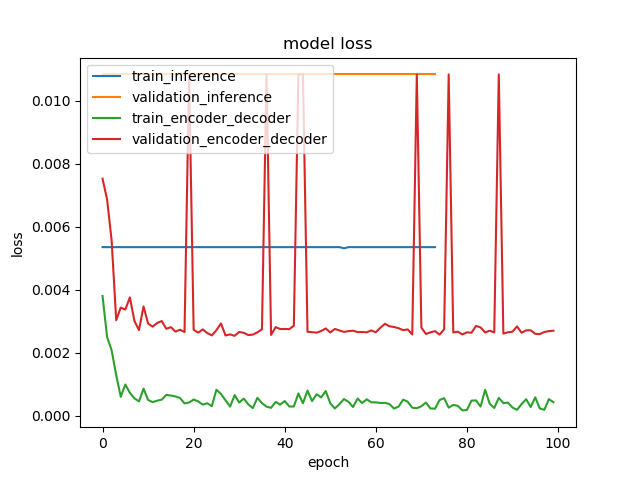 model loss
train_inference
validation_inference
train_encoder_decoder
validation_encoder_decoder
0.010
0.008
0.006
0.004
0.002
0.000
loss
0 20 40 60 80 100
epoch